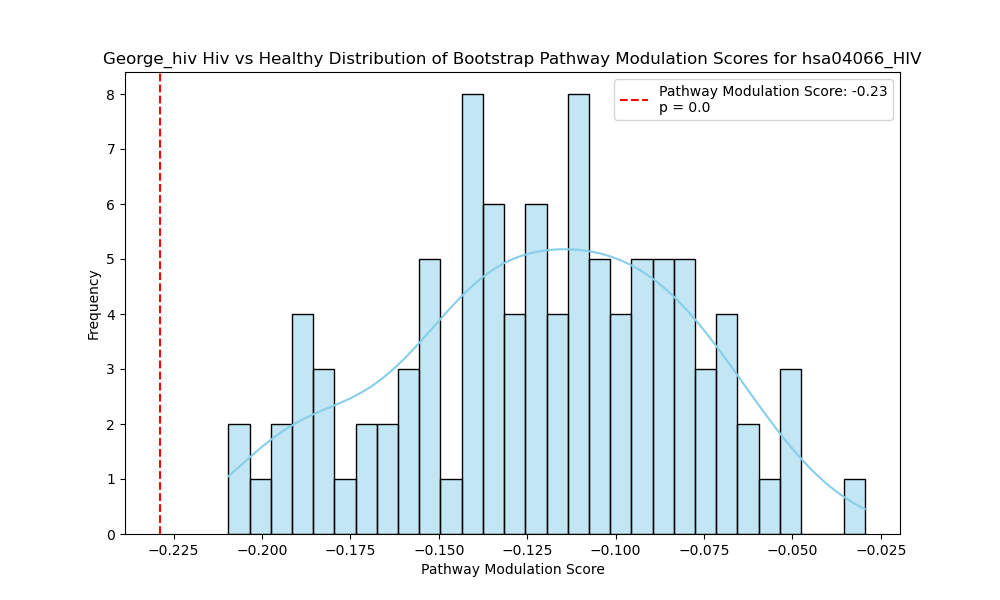 George_hiv Hiv vs Healthy Distribution of Bootstrap Pathway Modulation Scores for hsa04066_HIV
Pathway Modulation Score: -0.23
p = 0.0
Frequency
8
7
6
5
4
3
2
1
0
−0.225 −0.200 −0.175 −0.150 −0.125 −0.100 −0.075 −0.050 −0.025
Pathway Modulation Score